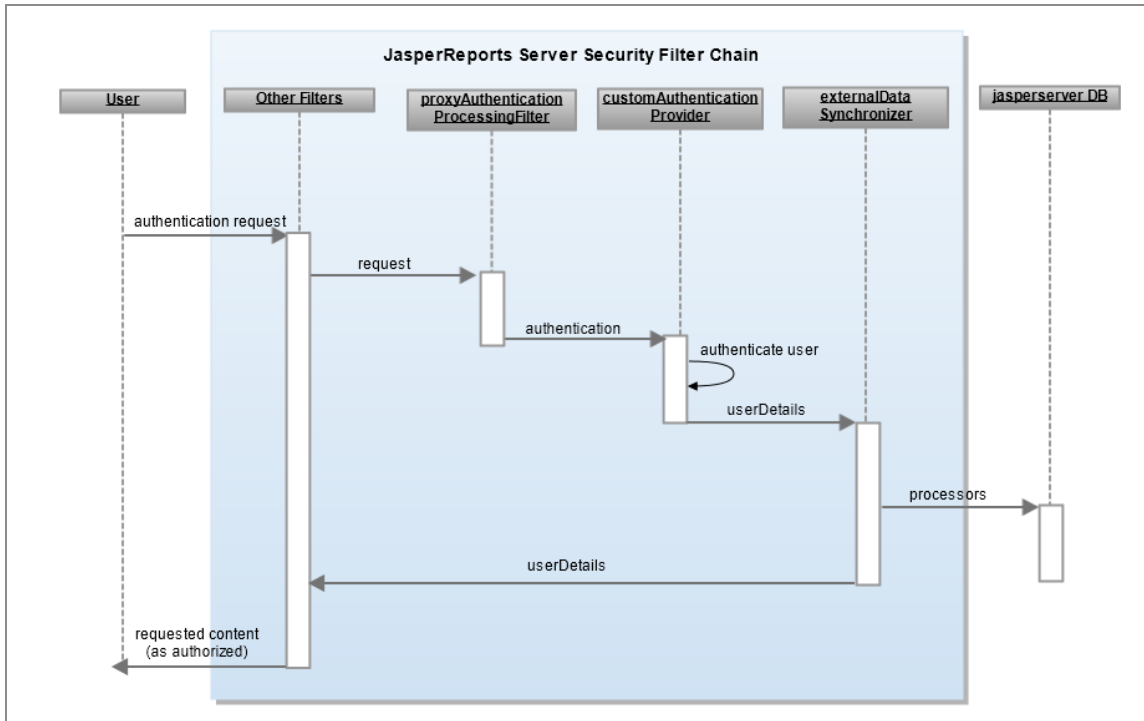 JasperReports Server Security Filter Chain
User
Other Filters
proxyAuthentication
ProcessingFilter
customAuthentication
Provider
externalData
Synchronizer
jasperserver DB
authentication request
request
authentication
authenticate user
userDetails
processors
userDetails
requested content
(as authorized)